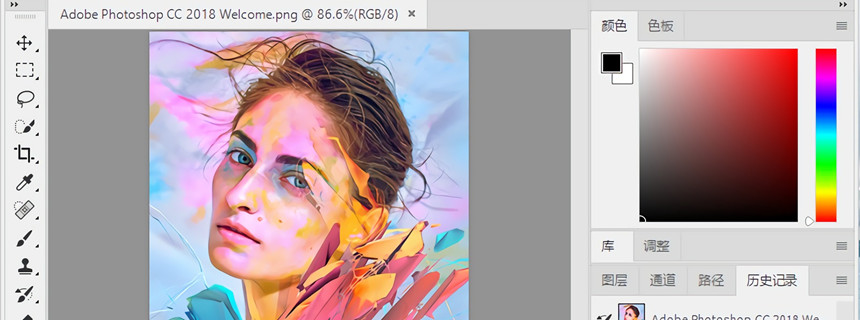 Adobe Photoshop CC 2018 Welcome.png @ 86.6%(RGB/8) ×
颜色 色板
库 调整
图层 通道 路径 历史记录
Adobe Photoshop CC 2018 We...